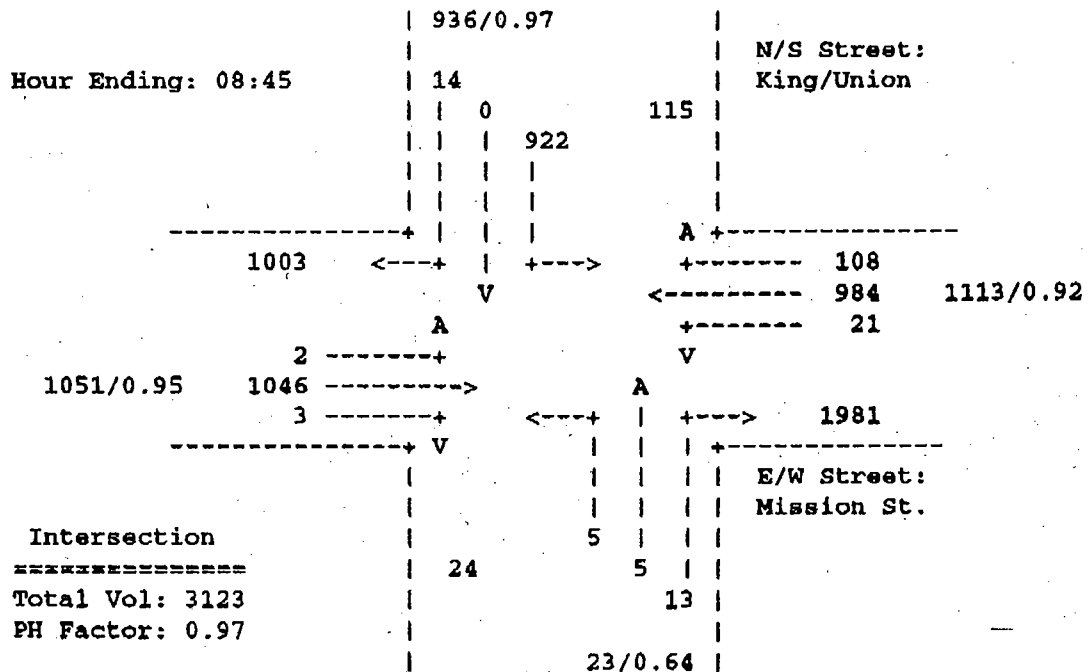 936/0.97
N/S Street:
Hour Ending: 08:45 14 King/Union
0 115
922
A
1003 <---+ +---> +------- 108
V <--------- 984 1113/0.92
A +------- 21
2 -------+ V
1051/0.95 1046 ---------> A
3 -------+ <---+ +---> 1981
V
E/W Street:
Mission St.
Intersection 5
=============== 24 5
Total Vol: 3123 13
PH Factor: 0.97
23/0.64